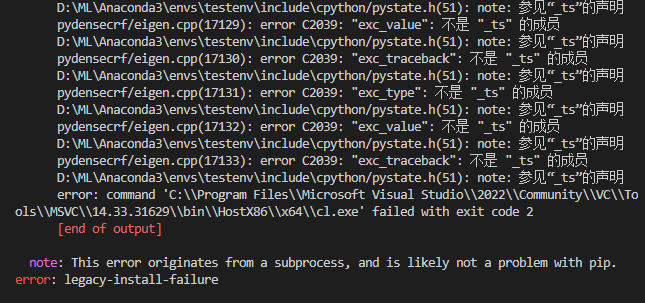 D:\ML\Anaconda3\envs\testenv\include\cpython/pystate.h(51): note: 参见“_ts”的声明
pydensecrf/eigen.cpp(17129): error C2039: "exc_value": 不是 "_ts" 的成员
D:\ML\Anaconda3\envs\testenv\include\cpython/pystate.h(51): note: 参见“_ts”的声明
pydensecrf/eigen.cpp(17130): error C2039: "exc_traceback": 不是 "_ts" 的成员
D:\ML\Anaconda3\envs\testenv\include\cpython/pystate.h(51): note: 参见“_ts”的声明
pydensecrf/eigen.cpp(17131): error C2039: "exc_type": 不是 "_ts" 的成员
D:\ML\Anaconda3\envs\testenv\include\cpython/pystate.h(51): note: 参见“_ts”的声明
pydensecrf/eigen.cpp(17132): error C2039: "exc_value": 不是 "_ts" 的成员
D:\ML\Anaconda3\envs\testenv\include\cpython/pystate.h(51): note: 参见“_ts”的声明
pydensecrf/eigen.cpp(17133): error C2039: "exc_traceback": 不是 "_ts" 的成员
D:\ML\Anaconda3\envs\testenv\include\cpython/pystate.h(51): note: 参见“_ts”的声明
error: command 'C:\\Program Files\\Microsoft Visual Studio\\2022\\Community\\VC\\To
ols\\MSVC\\14.33.31629\\bin\\HostX86\\x64\\cl.exe' failed with exit code 2
[end of output]
note: This error originates from a subprocess, and is likely not a problem with pip.
error: legacy-install-failure